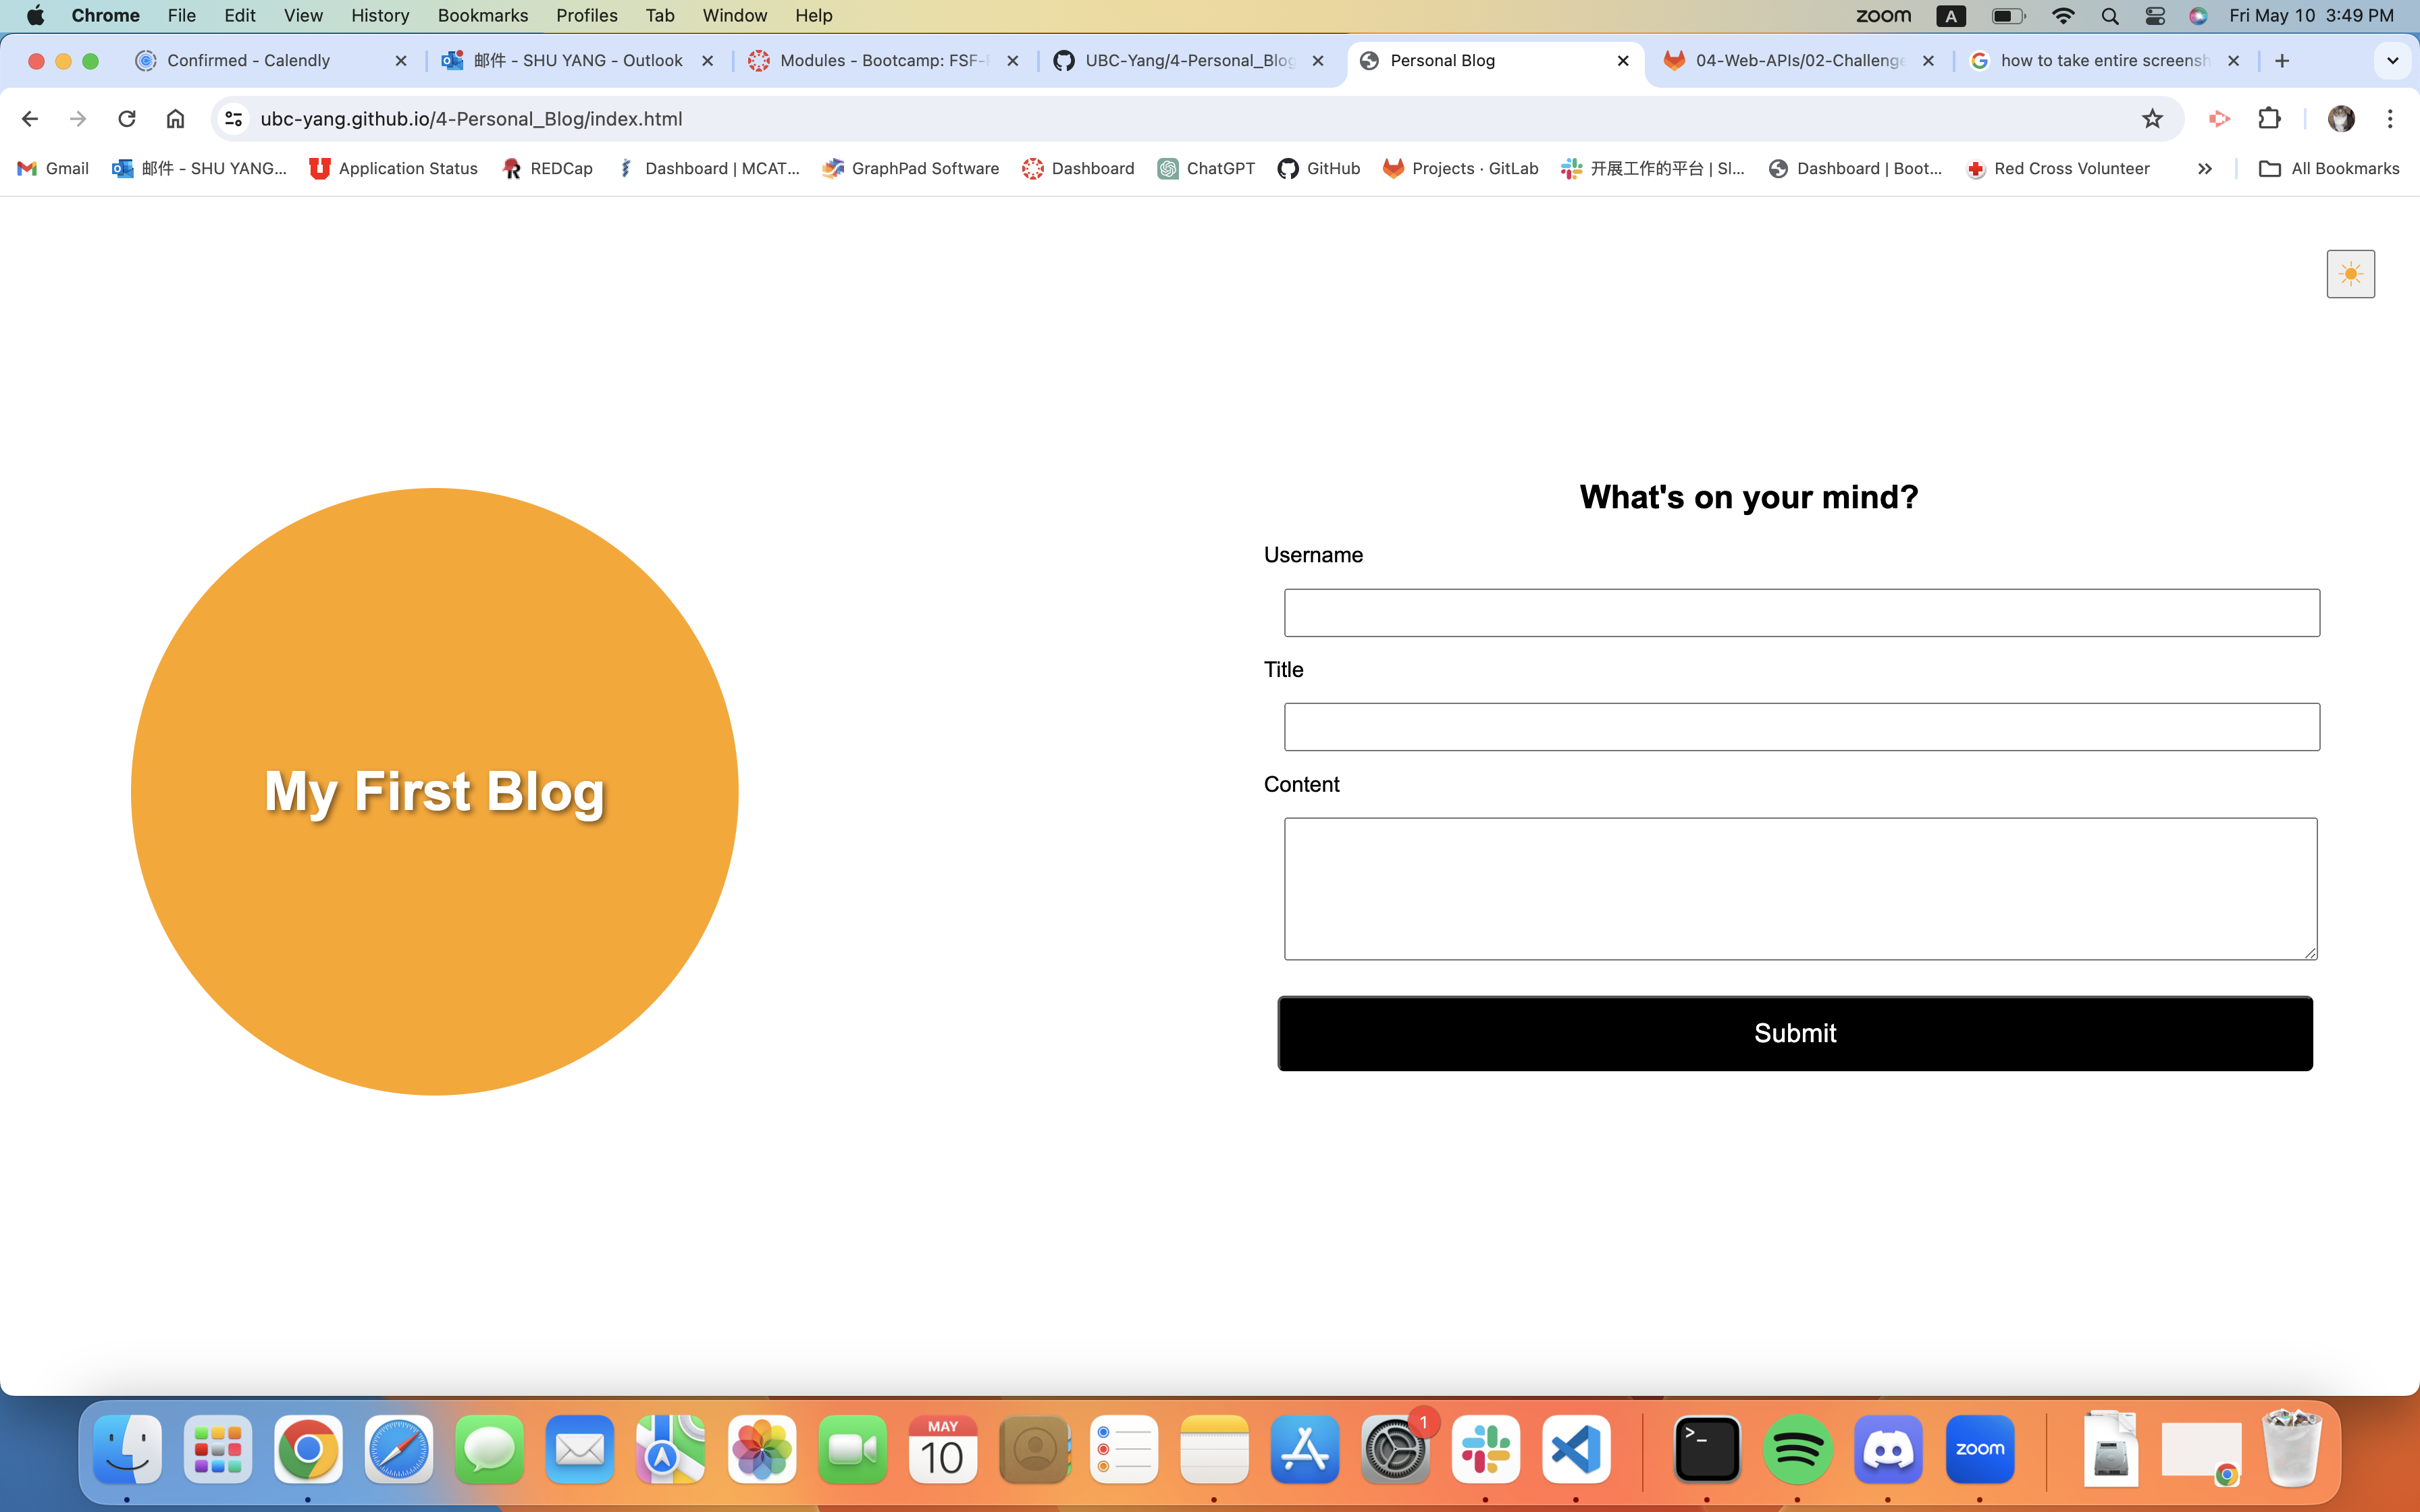 Chrome File Edit View History Bookmarks Profiles Tab Window Help zoom A Fri May 10 3:49 PM
Confirmed - Calendly 邮件 - SHU YANG - Outlook Modules - Bootcamp: FSF- UBC-Yang/4-Personal_Blog Personal Blog 04-Web-APIs/02-Challenge how to take entire screensh
ubc-yang.github.io/4-Personal_Blog/index.html
Gmail 邮件 - SHU YANG... Application Status REDCap Dashboard | MCAT... GraphPad Software Dashboard ChatGPT GitHub Projects · GitLab 开展工作的平台 | Sl... Dashboard | Boot... Red Cross Volunteer » All Bookmarks
What's on your mind?
Username
Title
My First Blog
Content
Submit
MAY
10
1
>_
zoom